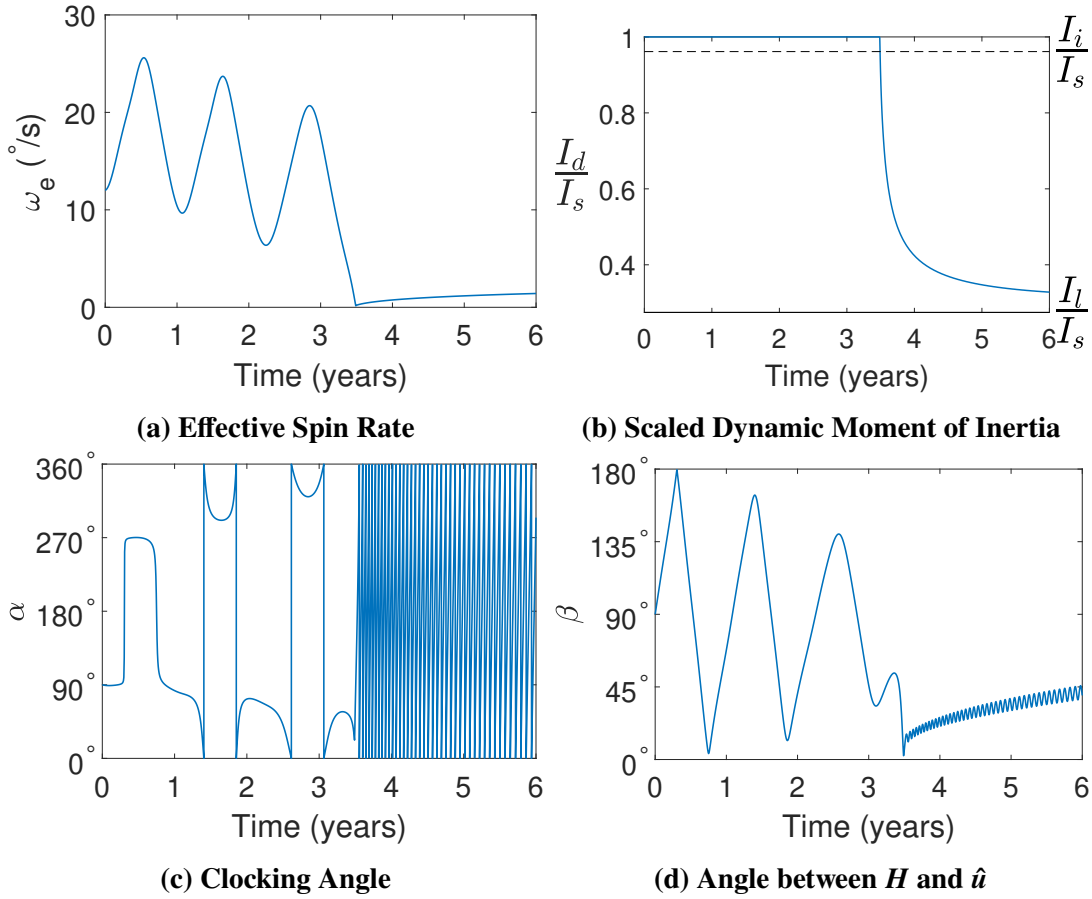 30
20
10
0
ω_e (°/s)
0 1 2 3 4 5 6
Time (years)
(a) Effective Spin Rate
1
0.8
0.6
0.4
I_d
I_s
I_i
I_s
I_l
I_s
0 1 2 3 4 5 6
Time (years)
(b) Scaled Dynamic Moment of Inertia
360°
270°
180°
90°
0°
α
0 1 2 3 4 5 6
Time (years)
(c) Clocking Angle
180°
135°
90°
45°
0°
β
0 1 2 3 4 5 6
Time (years)
(d) Angle between H and û